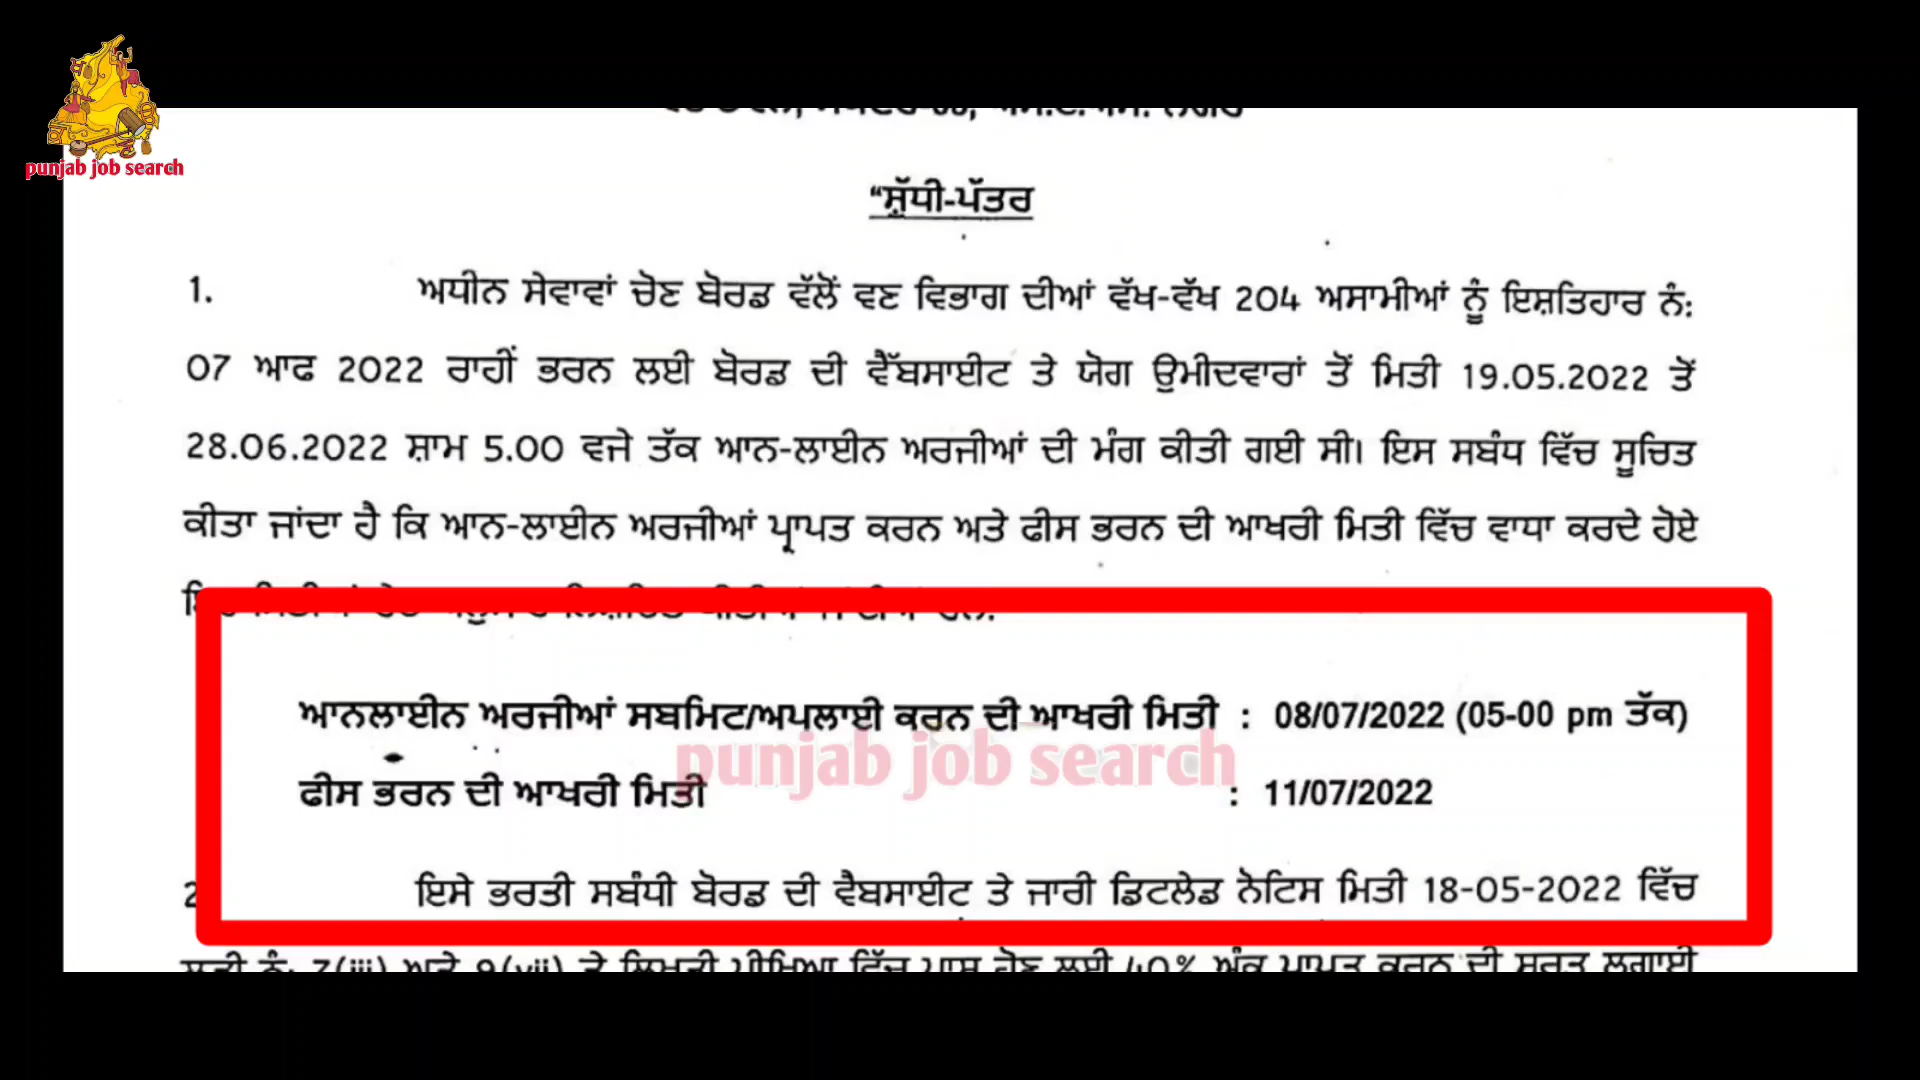 punjab job search
“ਸ਼ੁੱਧੀ-ਪੱਤਰ
1. ਅਧੀਨ ਸੇਵਾਵਾਂ ਚੋਣ ਬੋਰਡ ਵੱਲੋਂ ਵਣ ਵਿਭਾਗ ਦੀਆਂ ਵੱਖ-ਵੱਖ 204 ਅਸਾਮੀਆਂ ਨੂੰ ਇਸ਼ਤਿਹਾਰ ਨੰ:
07 ਆਫ 2022 ਰਾਹੀਂ ਭਰਨ ਲਈ ਬੋਰਡ ਦੀ ਵੈੱਬਸਾਈਟ ਤੇ ਯੋਗ ਉਮੀਦਵਾਰਾਂ ਤੋਂ ਮਿਤੀ 19.05.2022 ਤੋਂ
28.06.2022 ਸ਼ਾਮ 5.00 ਵਜੇ ਤੱਕ ਆਨ-ਲਾਈਨ ਅਰਜੀਆਂ ਦੀ ਮੰਗ ਕੀਤੀ ਗਈ ਸੀ। ਇਸ ਸਬੰਧ ਵਿੱਚ ਸੂਚਿਤ
ਕੀਤਾ ਜਾਂਦਾ ਹੈ ਕਿ ਆਨ-ਲਾਈਨ ਅਰਜੀਆਂ ਪ੍ਰਾਪਤ ਕਰਨ ਅਤੇ ਫੀਸ ਭਰਨ ਦੀ ਆਖਰੀ ਮਿਤੀ ਵਿੱਚ ਵਾਧਾ ਕਰਦੇ ਹੋਏ
ਆਨਲਾਈਨ ਅਰਜੀਆਂ ਸਬਮਿਟ/ਅਪਲਾਈ ਕਰਨ ਦੀ ਆਖਰੀ ਮਿਤੀ : 08/07/2022 (05-00 pm ਤੱਕ)
punjab job search
ਫੀਸ ਭਰਨ ਦੀ ਆਖਰੀ ਮਿਤੀ : 11/07/2022
2 ਇਸੇ ਭਰਤੀ ਸਬੰਧੀ ਬੋਰਡ ਦੀ ਵੈਬਸਾਈਟ ਤੇ ਜਾਰੀ ਡਿਟਲੇਡ ਨੋਟਿਸ ਮਿਤੀ 18-05-2022 ਵਿੱਚ